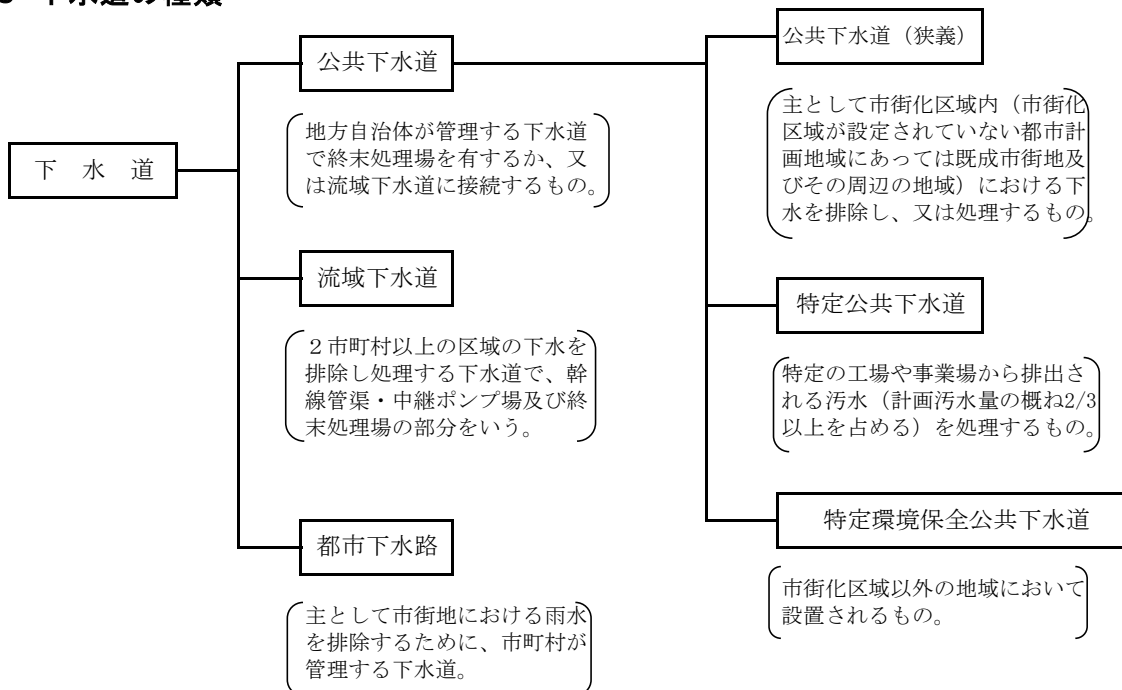 下水道の種類
下　水　道
公共下水道
地方自治体が管理する下水道
で終末処理場を有するか、又
は流域下水道に接続するもの。
流域下水道
２市町村以上の区域の下水を
排除し処理する下水道で、幹
線管渠・中継ポンプ場及び終
末処理場の部分をいう。
都市下水路
主として市街地における雨水
を排除するために、市町村が
管理する下水道。
公共下水道（狭義）
主として市街化区域内（市街化
区域が設定されていない都市計
画地域にあっては既成市街地及
びその周辺の地域）における下
水を排除し、又は処理するもの。
特定公共下水道
特定の工場や事業場から排出さ
れる汚水（計画汚水量の概ね2/3
以上を占める）を処理するもの。
特定環境保全公共下水道
市街化区域以外の地域において
設置されるもの。